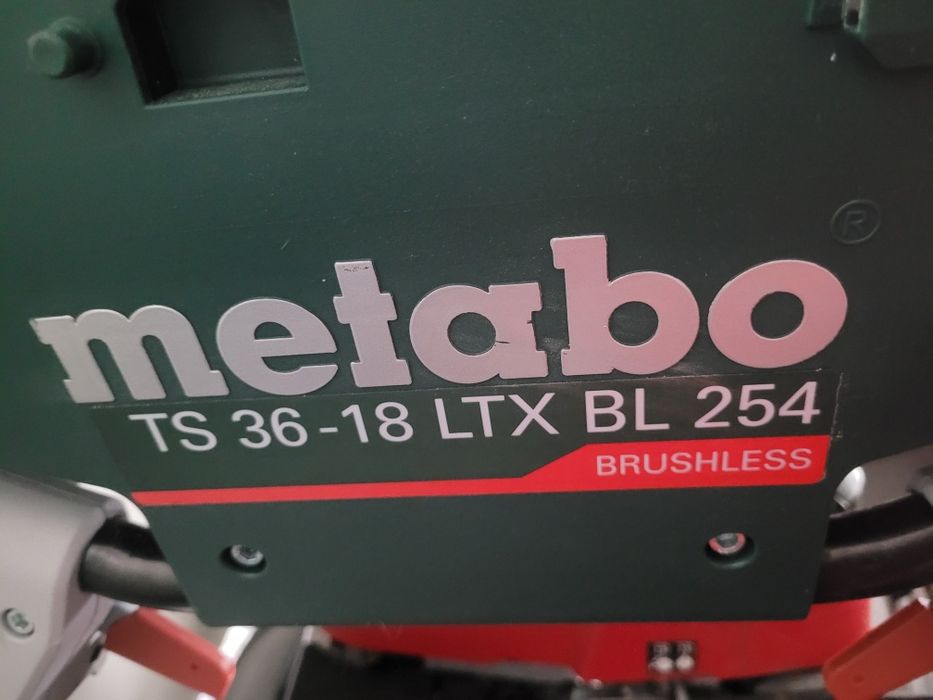 ®
metabo
TS 36-18 LTX BL 254
BRUSHLESS